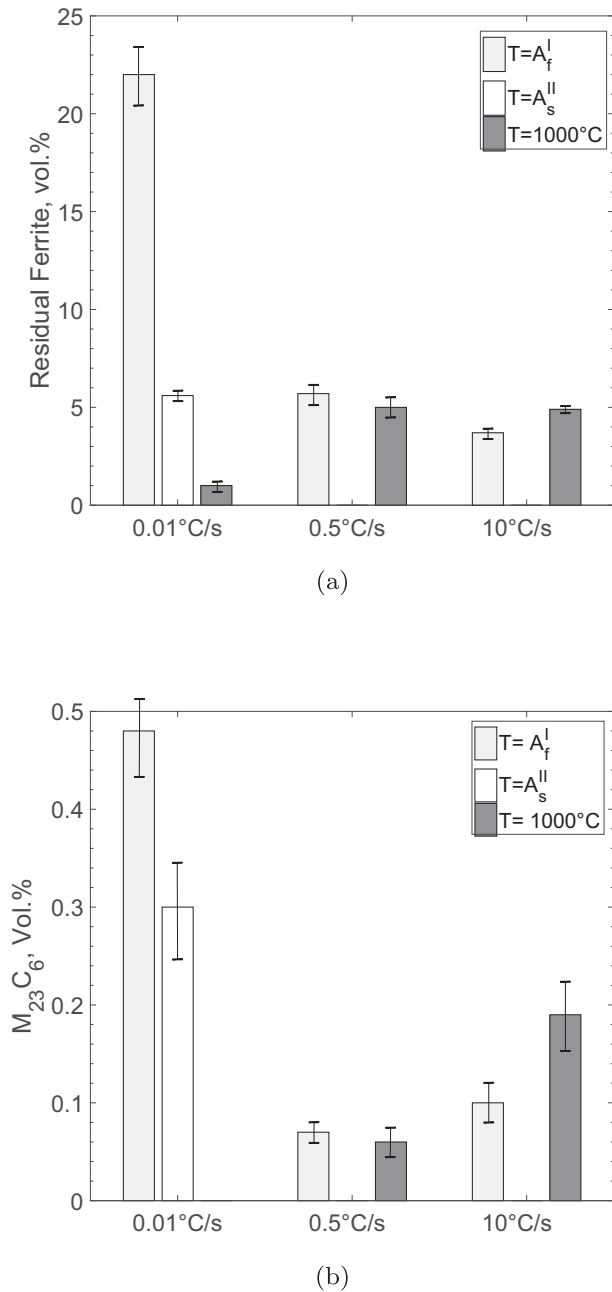 25
20
15
10
5
0
Residual Ferrite, vol.%
T=A_f^I
T=A_s^II
T=1000°C
0.01°C/s 0.5°C/s 10°C/s
(a)
0.5
0.4
0.3
0.2
0.1
0
M23C6, Vol.%
T= A_f^I
T=A_s^II
T= 1000°C
0.01°C/s 0.5°C/s 10°C/s
(b)